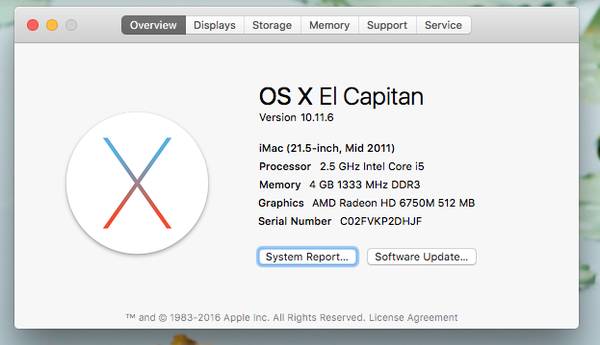 Overview Displays Storage Memory Support Service
OS X El Capitan
Version 10.11.6
iMac (21.5-inch, Mid 2011)
Processor 2.5 GHz Intel Core i5
Memory 4 GB 1333 MHz DDR3
Graphics AMD Radeon HD 6750M 512 MB
Serial Number C02FVKP2DHJF
System Report... Software Update...
™ and © 1983-2016 Apple Inc. All Rights Reserved. License Agreement